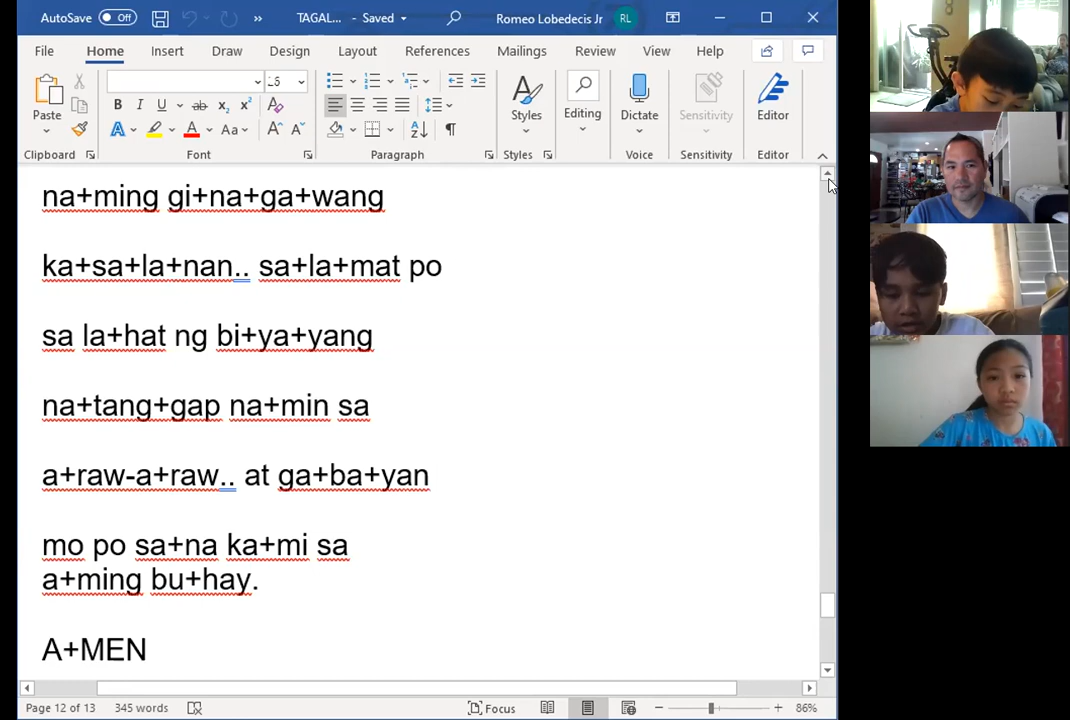 AutoSave Off TAGAL... - Saved Romeo Lobedecis Jr RL
File Home Insert Draw Design Layout References Mailings Review View Help
Paste B I U ab x₂ x² Styles Editing Dictate Sensitivity Editor
A A A Aa A A
Clipboard Font Paragraph Styles Voice Sensitivity Editor
na+ming gi+na+ga+wang
ka+sa+la+nan.. sa+la+mat po
sa la+hat ng bi+ya+yang
na+tang+gap na+min sa
a+raw-a+raw.. at ga+ba+yan
mo po sa+na ka+mi sa
a+ming bu+hay.
A+MEN
Page 12 of 13 345 words Focus 86%